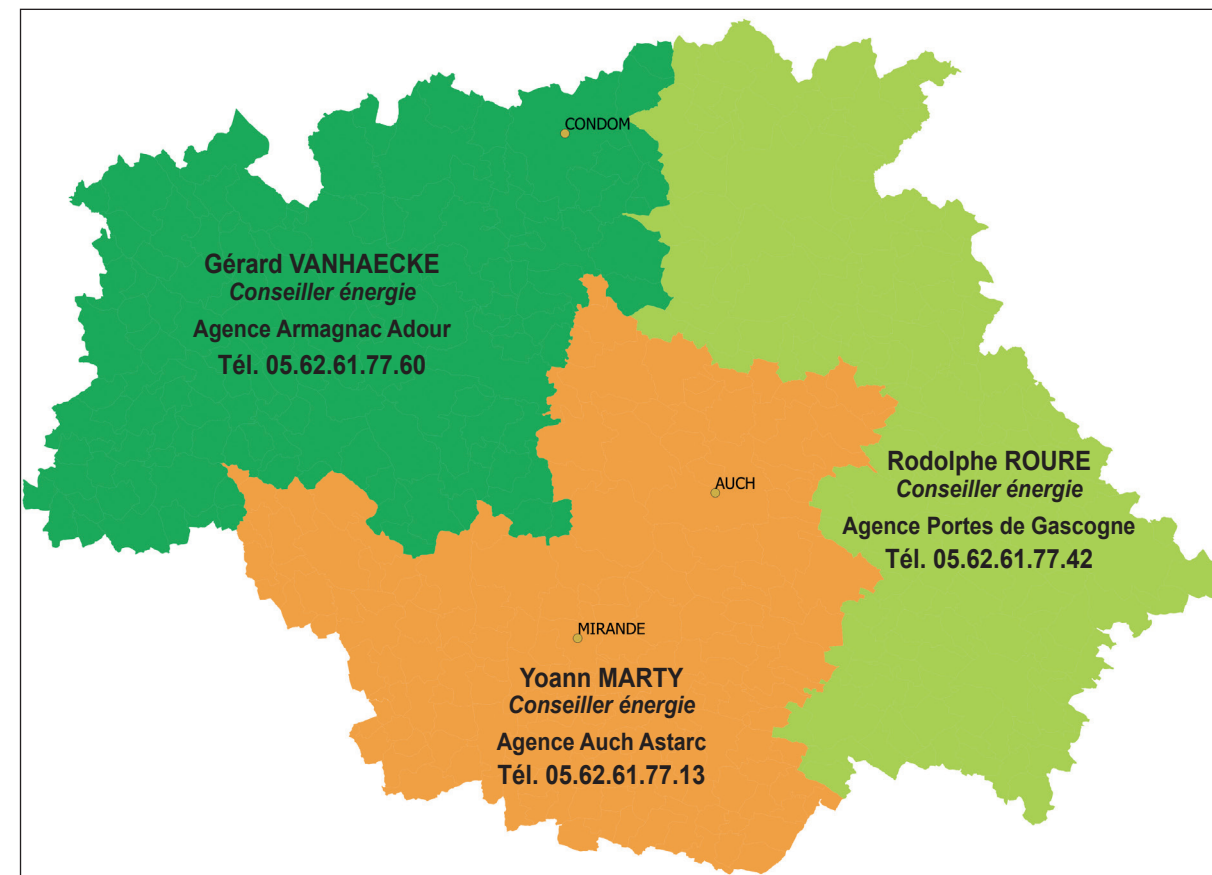 CONDOM
Gérard VANHAECKE
Conseiller énergie
Agence Armagnac Adour
Tél. 05.62.61.77.60
Rodolphe ROURE
Conseiller énergie
Agence Portes de Gascogne
Tél. 05.62.61.77.42
AUCH
MIRANDE
Yoann MARTY
Conseiller énergie
Agence Auch Astarc
Tél. 05.62.61.77.13